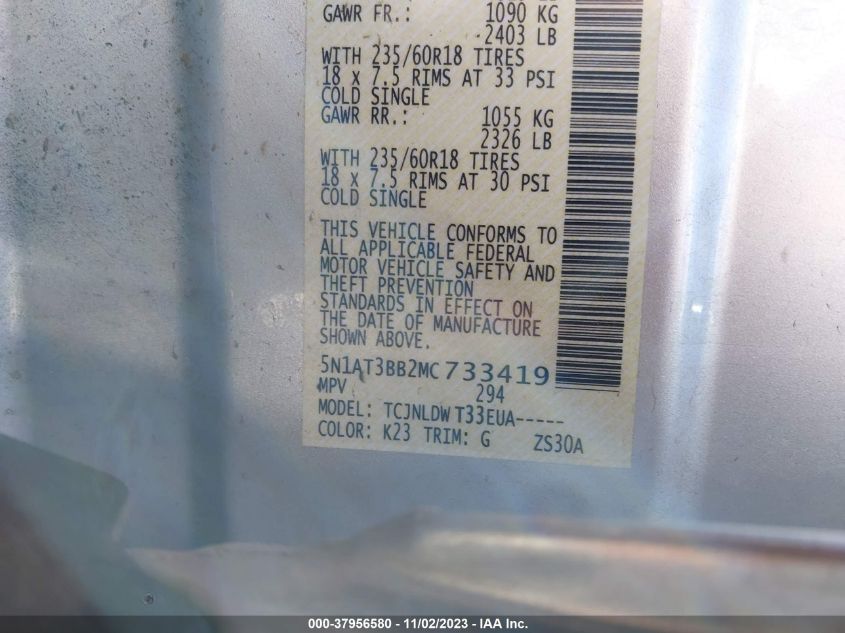 GAWR FR.: 1090 KG
2403 LB
WITH 235/60R18 TIRES
18 x 7.5 RIMS AT 33 PSI
COLD SINGLE
GAWR RR.: 1055 KG
2326 LB
WITH 235/60R18 TIRES
18 x 7.5 RIMS AT 30 PSI
COLD SINGLE
THIS VEHICLE CONFORMS TO
ALL APPLICABLE FEDERAL
MOTOR VEHICLE SAFETY AND
THEFT PREVENTION
STANDARDS IN EFFECT ON
THE DATE OF MANUFACTURE
SHOWN ABOVE.
5N1AT3BB2MC733419
MPV 294
MODEL: TCJNLDW T33EUA-----
COLOR: K23 TRIM: G ZS30A
000-37956580 - 11/02/2023 - IAA Inc.